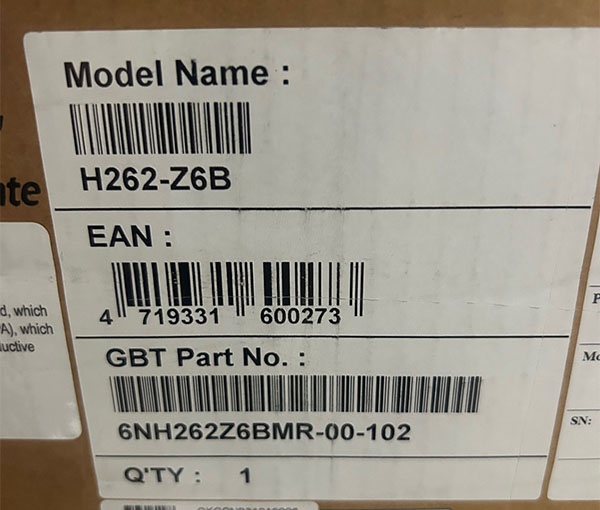 Model Name :
H262-Z6B
EAN :
4 719331 600273
GBT Part No. :
6NH262Z6BMR-00-102
Q'TY : 1
d, which
A), which
uctive
SN: